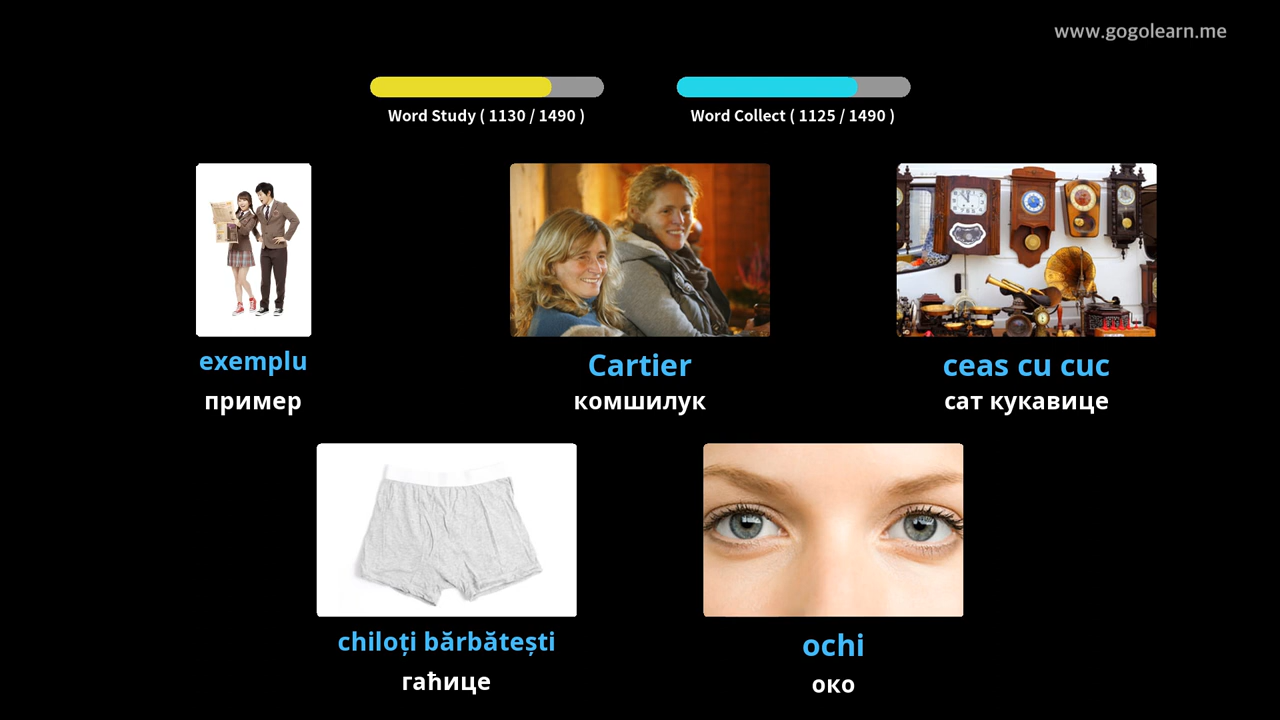 www.gogolearn.me
Word Study ( 1130 / 1490 )
Word Collect ( 1125 / 1490 )
exemplu
пример
Cartier
комшилук
ceas cu cuc
сат кукавице
chiloți bărbătești
гаћице
ochi
око